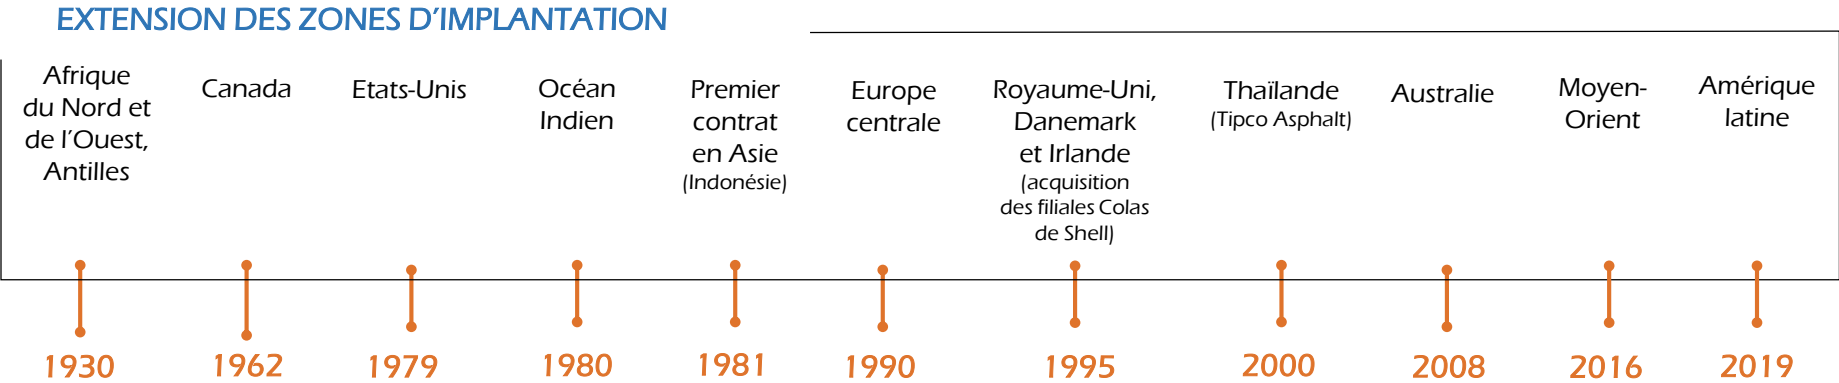 EXTENSION DES ZONES D’IMPLANTATION
Afrique
du Nord et
de l’Ouest,
Antilles
Canada
Etats-Unis
Océan
Indien
Premier
contrat
en Asie
(Indonésie)
Europe
centrale
Royaume-Uni,
Danemark
et Irlande
(acquisition
des filiales Colas
de Shell)
Thaïlande
(Tipco Asphalt)
Australie
Moyen-
Orient
Amérique
latine
1930
1962
1979
1980
1981
1990
1995
2000
2008
2016
2019